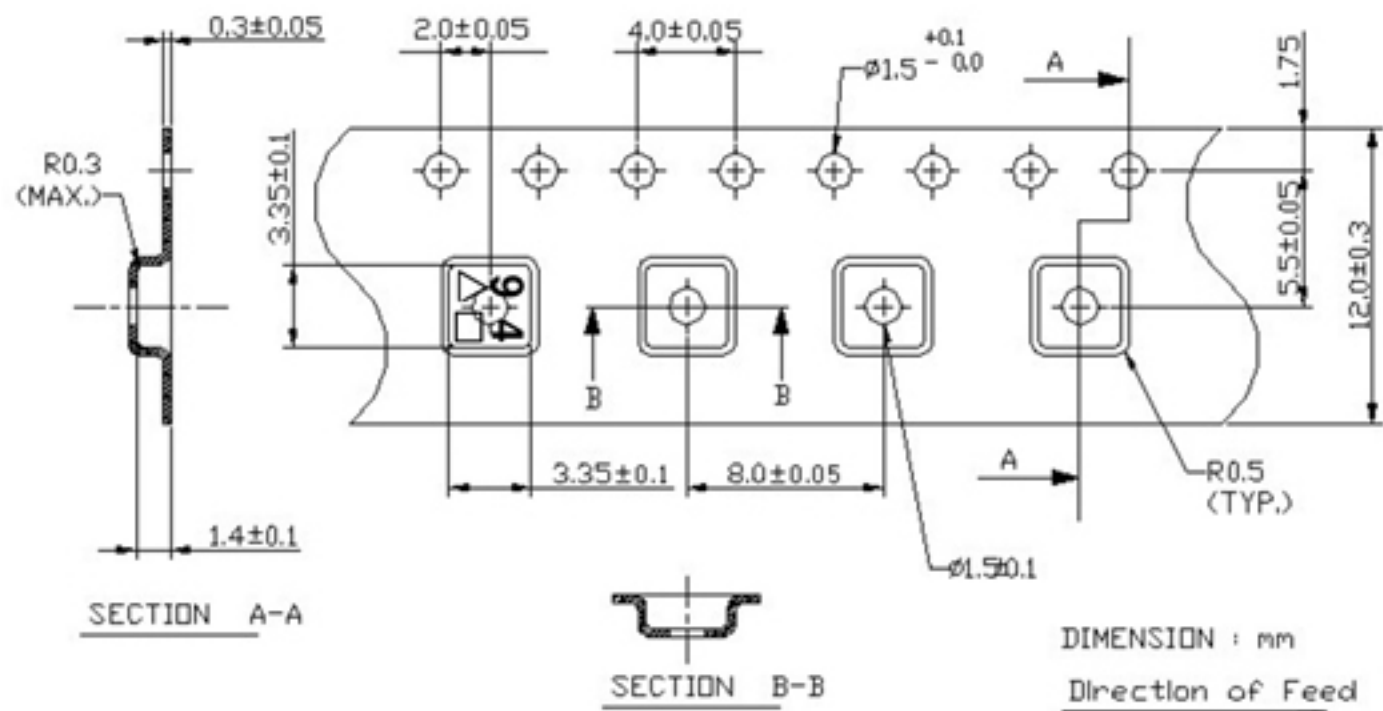 0.3±0.05
2.0±0.05
4.0±0.05
ø1.5 +0.1 - 0.0
A
1.75
R0.3
(MAX.)
3.35±0.1
9
4
5.5±0.05
12.0±0.3
B
B
3.35±0.1
8.0±0.05
A
R0.5
(TYP.)
1.4±0.1
ø1.5±0.1
SECTION A-A
SECTION B-B
DIMENSION : mm
Direction of Feed